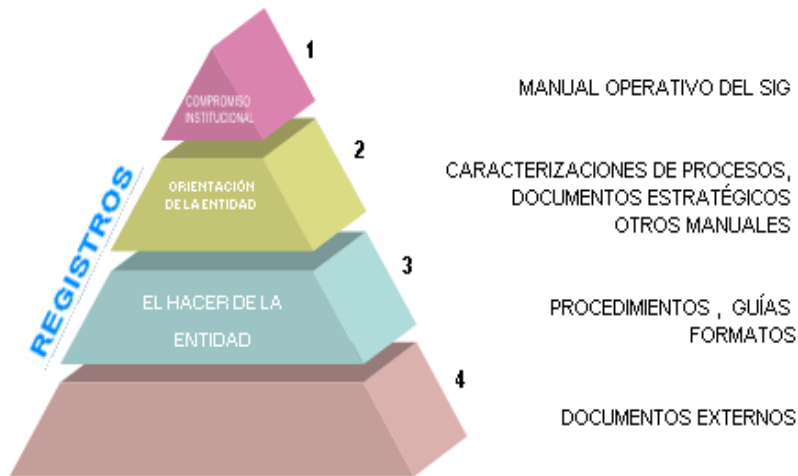 1
COMPROMISO
INSTITUCIONAL
MANUAL OPERATIVO DEL SIG
2
ORIENTACIÓN
DE LA ENTIDAD
CARACTERIZACIONES DE PROCESOS,
DOCUMENTOS ESTRATÉGICOS
OTROS MANUALES
REGISTROS
3
EL HACER DE LA
ENTIDAD
PROCEDIMIENTOS , GUÍAS
FORMATOS
4
DOCUMENTOS EXTERNOS